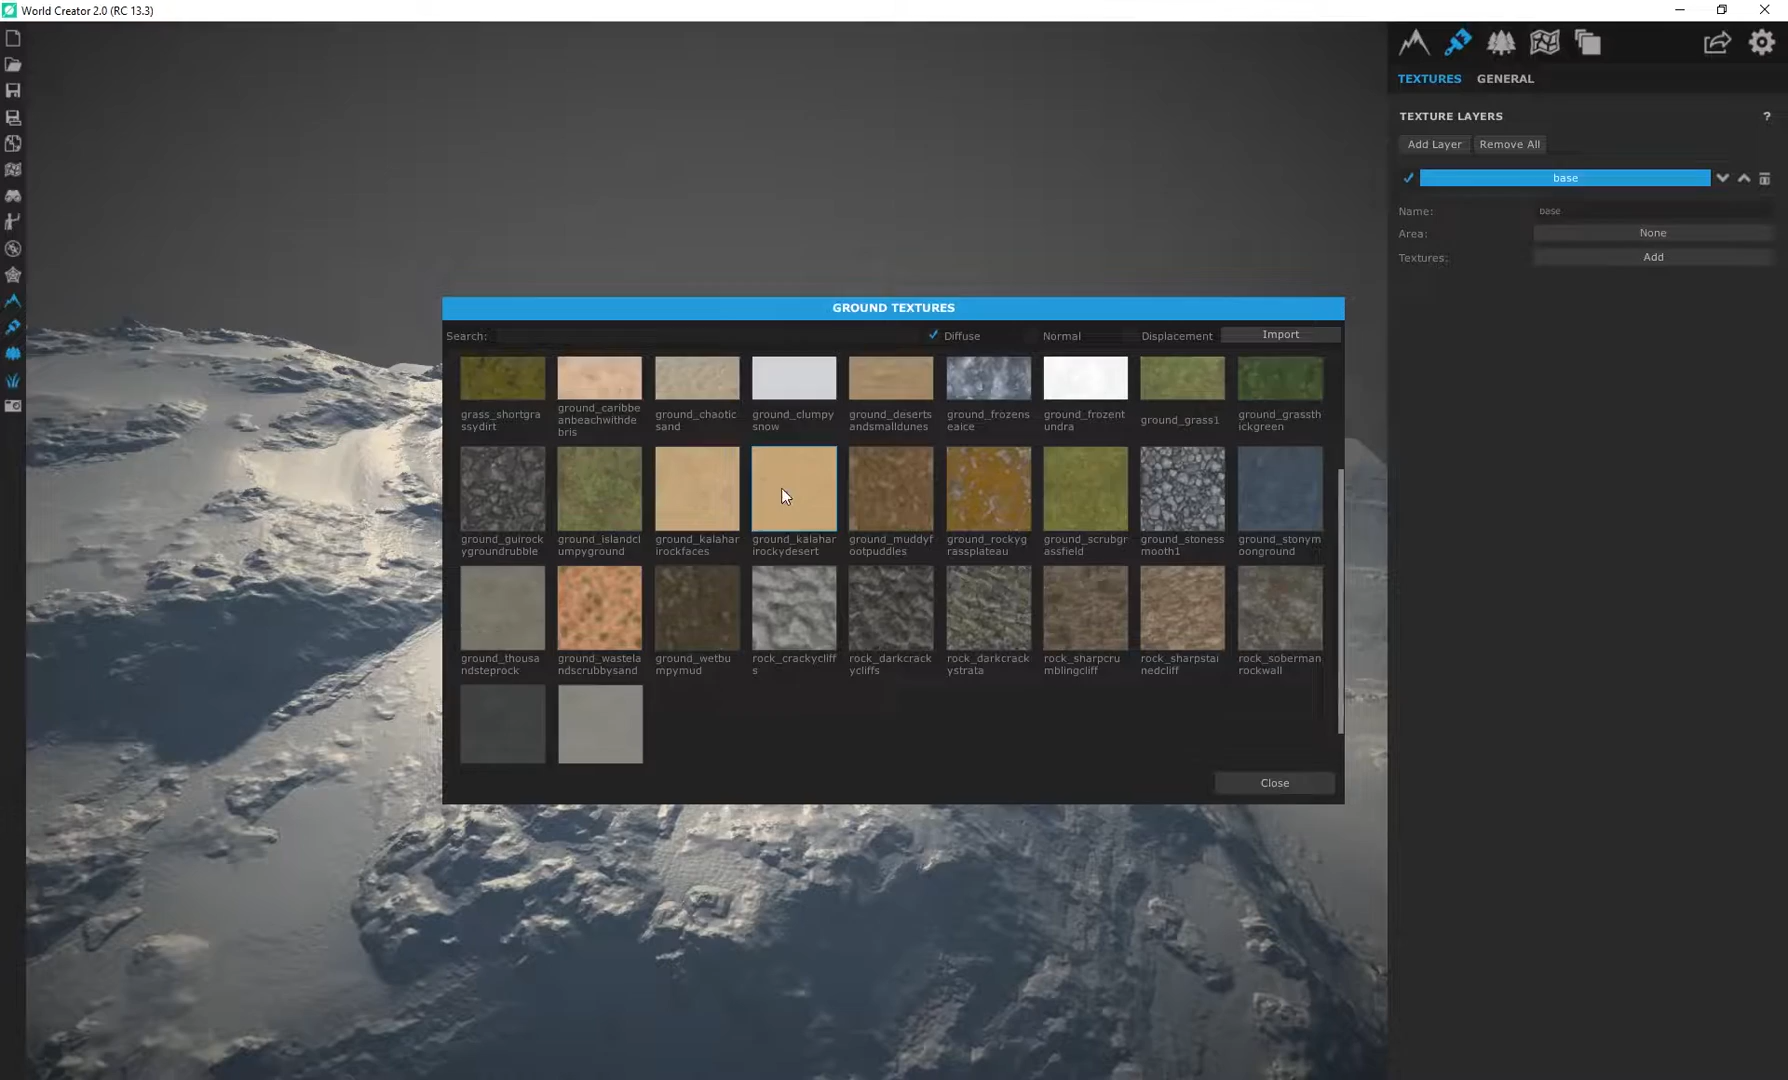 World Creator 2.0 (RC 13.3)
TEXTURES GENERAL
TEXTURE LAYERS ?
Add Layer Remove All
base
Name: base
Area: None
Textures: Add
GROUND TEXTURES
Search: Diffuse Normal Displacement Import
grass_shortgra
ssydirt
ground_caribbe
anbeachwithde
bris
ground_chaotic
sand
ground_clumpy
snow
ground_deserts
andsmalldunes
ground_frozens
eaice
ground_frozent
undra
ground_grass1
ground_grassth
ickgreen
ground_guirock
ygroundrubble
ground_islandcl
umpyground
ground_kalahar
irockfaces
ground_kalahar
irockydesert
ground_muddyf
ootpuddles
ground_rockyg
rassplateau
ground_scrubgr
assfield
ground_stoness
mooth1
ground_stonym
oonground
ground_thousa
ndsteprock
ground_wastela
ndscrubbysand
ground_wetbu
mpymud
rock_crackycliff
s
rock_darkcrack
ycliffs
rock_darkcrack
ystrata
rock_sharpcru
mblingcliff
rock_sharpstai
nedcliff
rock_soberman
rockwall
Close